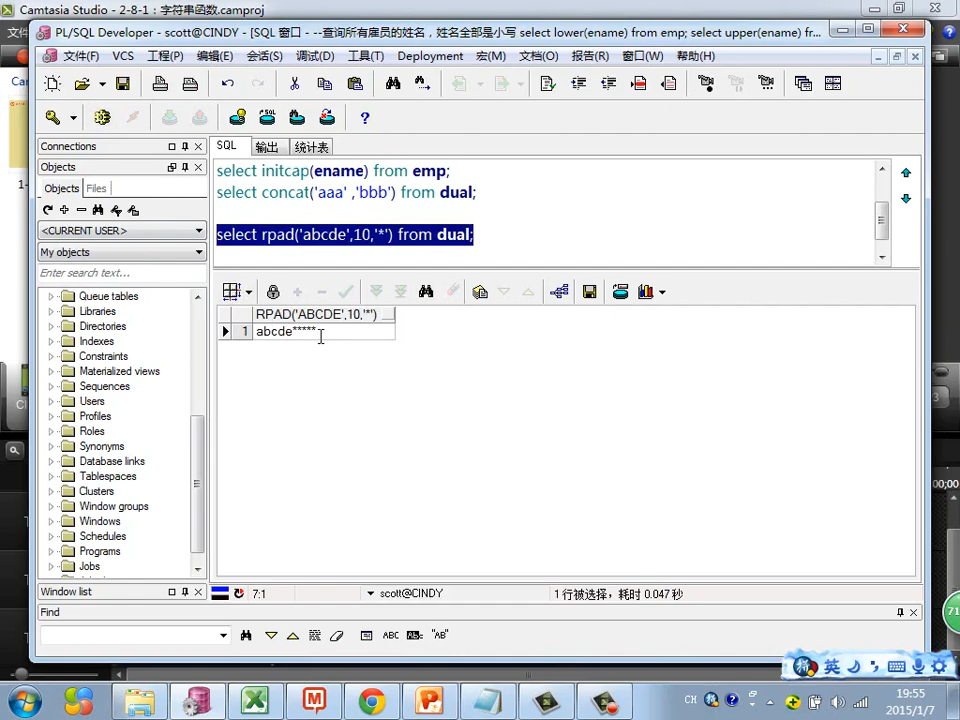 Camtasia Studio - 2-8-1：字符串函数.camproj
PL/SQL Developer - scott@CINDY - [SQL 窗口 - --查询所有雇员的姓名，姓名全部是小写 select lower(ename) from emp; select upper(ename) fr...
文件(F) VCS 工程(P) 编辑(E) 会话(S) 调试(D) 工具(T) Deployment 宏(M) 文档(O) 报告(R) 窗口(W) 帮助(H)
Connections
SQL 输出 统计表
Objects
Objects Files
<CURRENT USER>
My objects
Enter search text...
select initcap(ename) from emp;
select concat('aaa' ,'bbb') from dual;
select rpad('abcde',10,'*') from dual;
RPAD('ABCDE',10,'*')
1 abcde*****
Queue tables
Libraries
Directories
Indexes
Constraints
Materialized views
Sequences
Users
Profiles
Roles
Synonyms
Database links
Tablespaces
Clusters
Window groups
Windows
Schedules
Programs
Jobs
Window list
7:1 scott@CINDY 1 行被选择，耗时 0.047 秒
Find
ABC "AB"
英
CH
19:55
2015/1/7